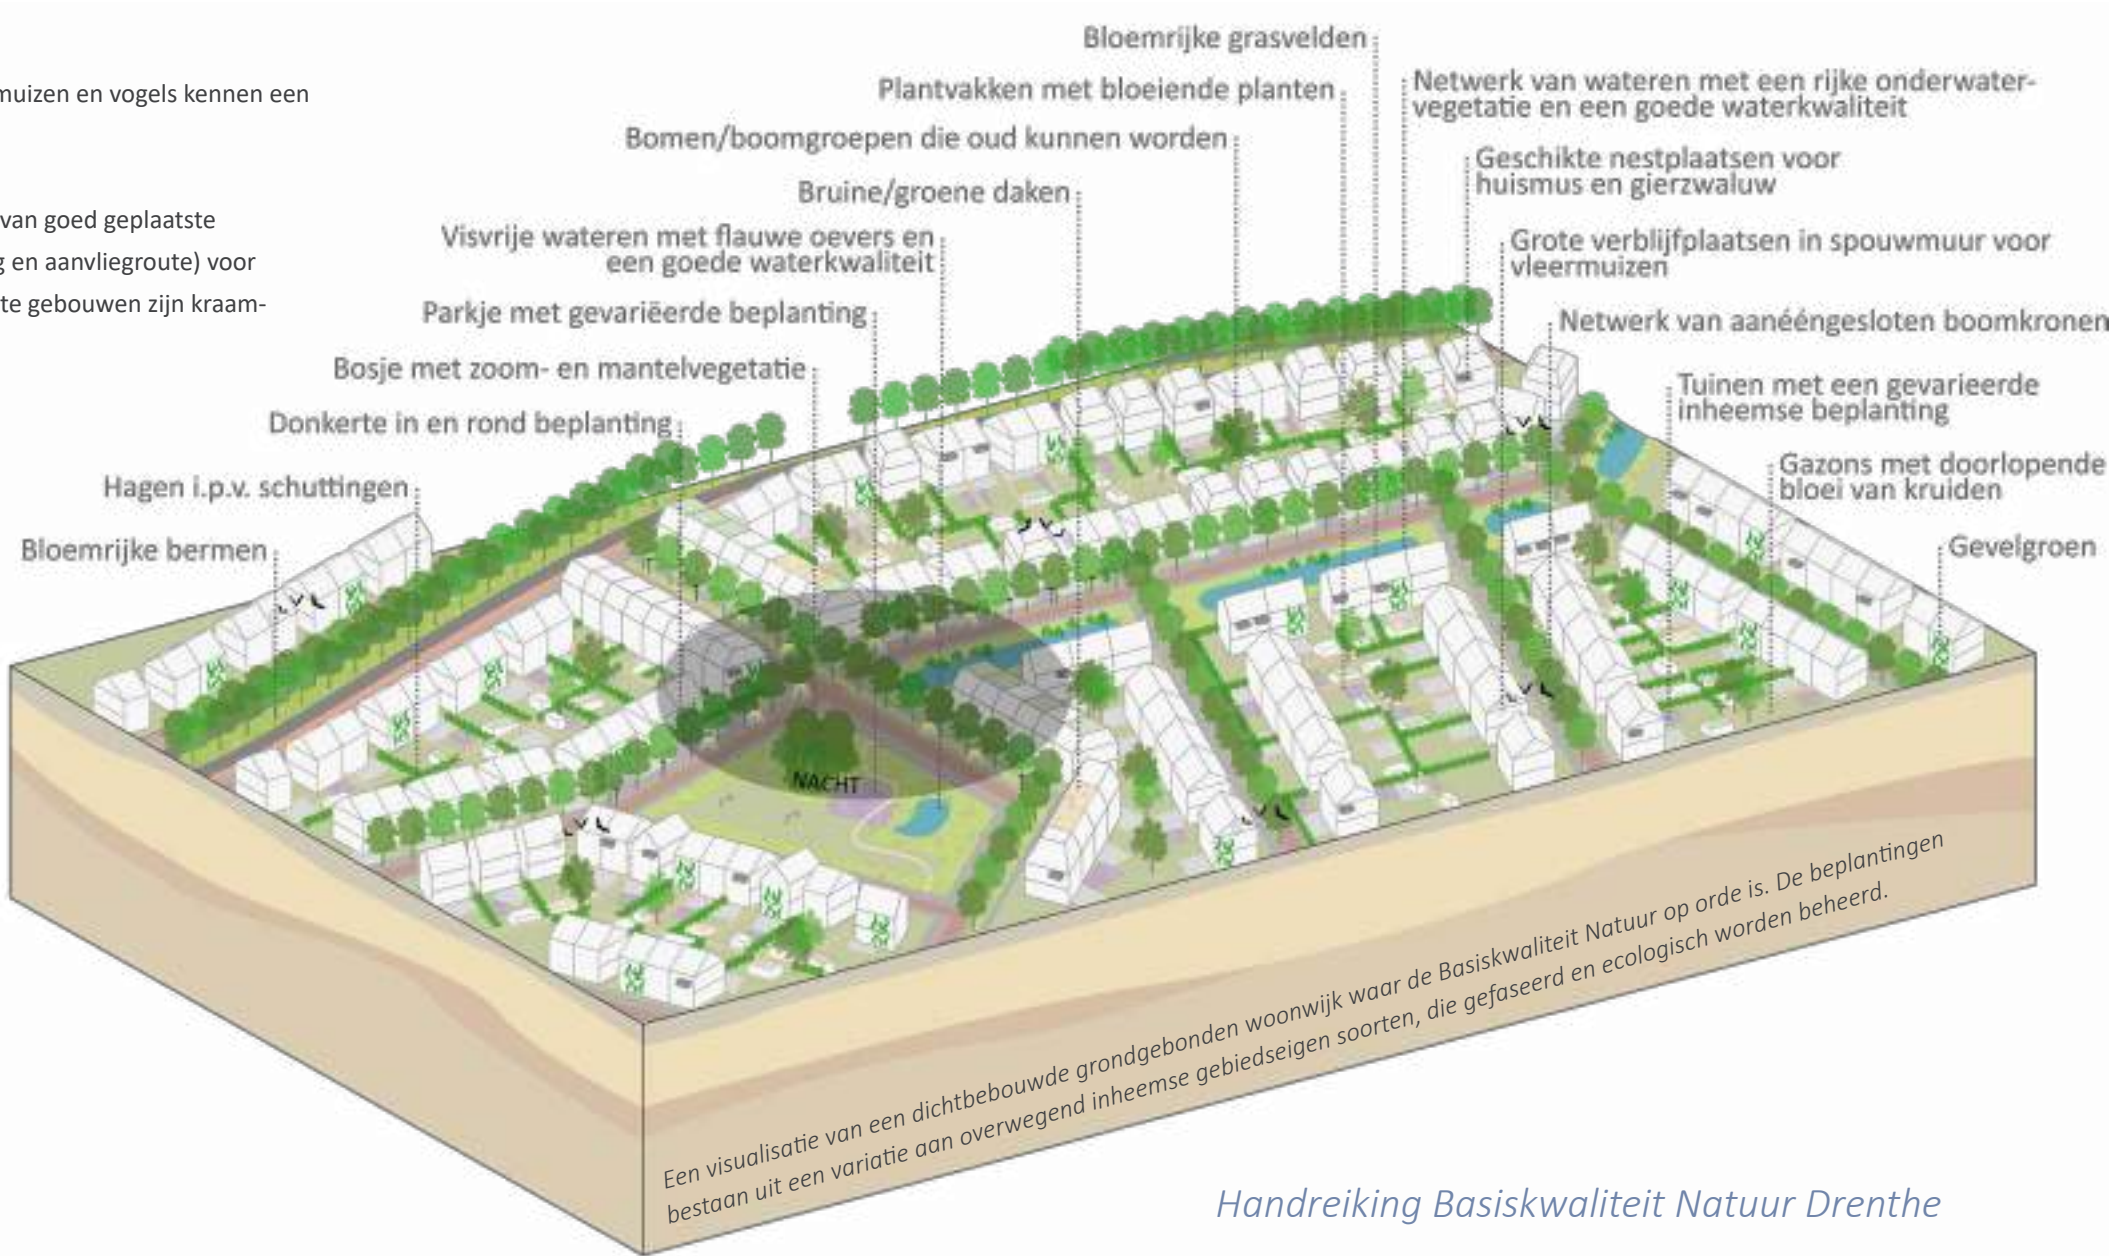 muizen en vogels kennen een
van goed geplaatste
g en aanvliegroute) voor
te gebouwen zijn kraam-
Bloemrijke grasvelden
Plantvakken met bloeiende planten
Bomen/boomgroepen die oud kunnen worden
Bruine/groene daken
Visvrije wateren met flauwe oevers en
een goede waterkwaliteit
Parkje met gevariëerde beplanting
Bosje met zoom- en mantelvegetatie
Donkerte in en rond beplanting
Hagen i.p.v. schuttingen
Bloemrijke bermen
Netwerk van wateren met een rijke onderwater-
vegetatie en een goede waterkwaliteit
Geschikte nestplaatsen voor
huismus en gierzwaluw
Grote verblijfplaatsen in spouwmuur voor
vleermuizen
Netwerk van aanééngesloten boomkronen
Tuinen met een gevarieerde
inheemse beplanting
Gazons met doorlopende
bloei van kruiden
Gevelgroen
NACHT
Een visualisatie van een dichtbebouwde grondgebonden woonwijk waar de Basiskwaliteit Natuur op orde is. De beplantingen
bestaan uit een variatie aan overwegend inheemse gebiedseigen soorten, die gefaseerd en ecologisch worden beheerd.
Handreiking Basiskwaliteit Natuur Drenthe